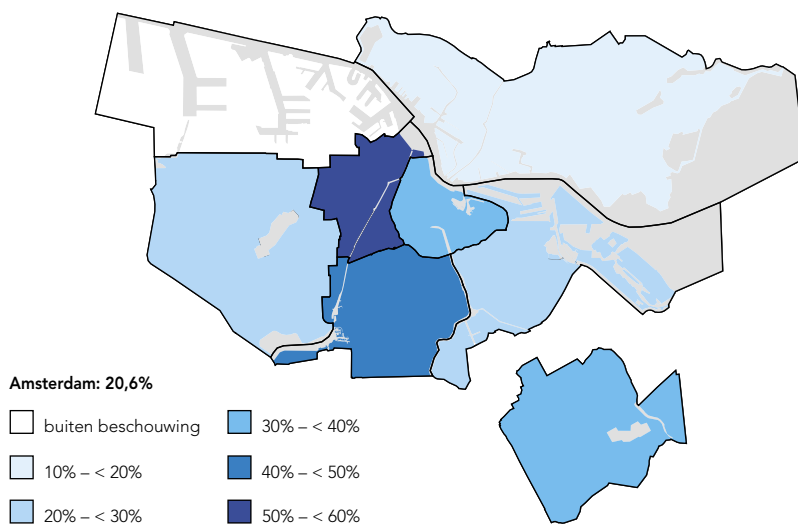 Amsterdam: 20,6%
buiten beschouwing
10% – < 20%
20% – < 30%
30% – < 40%
40% – < 50%
50% – < 60%